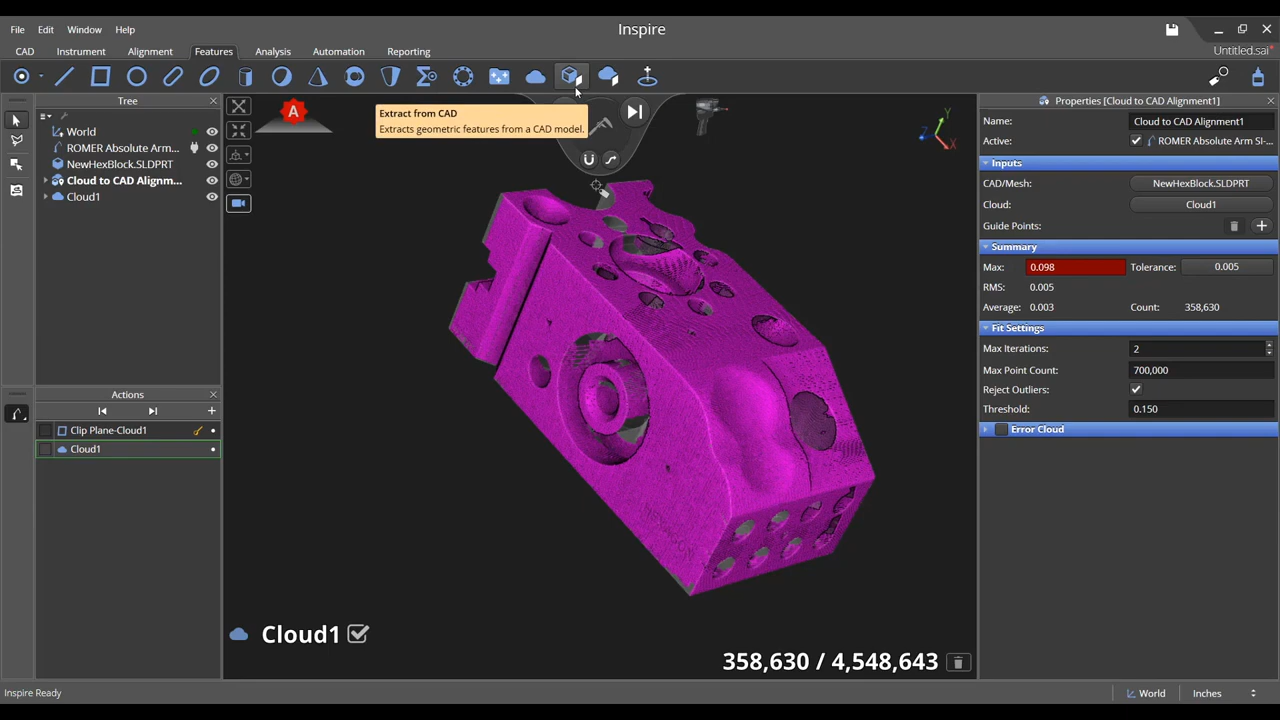 Inspire
File Edit Window Help
CAD Instrument Alignment Features Analysis Automation Reporting
Untitled.sai*
Tree
World
ROMER Absolute Arm...
NewHexBlock.SLDPRT
Cloud to CAD Alignm...
Cloud1
Actions
Clip Plane-Cloud1
Cloud1
A
Extract from CAD
Extracts geometric features from a CAD model.
Y
Z
X
Cloud1
358,630 / 4,548,643
Properties [Cloud to CAD Alignment1]
Name: Cloud to CAD Alignment1
Active: ROMER Absolute Arm SI-...
Inputs
CAD/Mesh: NewHexBlock.SLDPRT
Cloud: Cloud1
Guide Points:
Summary
Max: 0.098 Tolerance: 0.005
RMS: 0.005
Average: 0.003 Count: 358,630
Fit Settings
Max Iterations: 2
Max Point Count: 700,000
Reject Outliers:
Threshold: 0.150
Error Cloud
Inspire Ready
World Inches